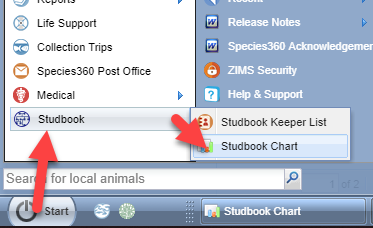 Reports
Life Support
Collection Trips
Species360 Post Office
Medical
Studbook
Recent
Release Notes
Species360 Acknowledgemen
ZIMS Security
Help & Support
Studbook Keeper List
Studbook Chart
Search for local animals
1 of 2
Start
Studbook Chart